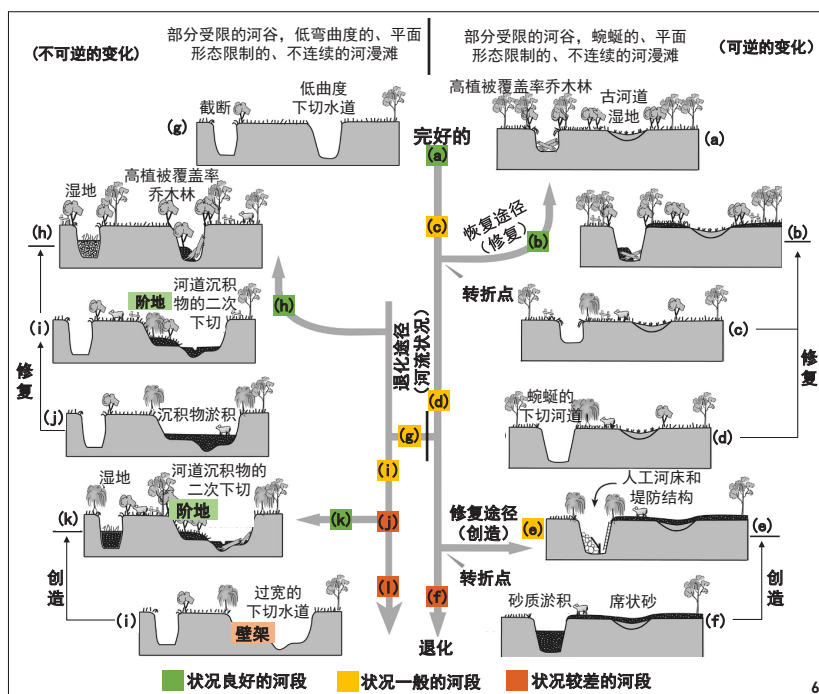 (不可逆的变化)
部分受限的河谷，低弯曲度的、平面
形态限制的、不连续的河漫滩
部分受限的河谷，蜿蜒的、平面
形态限制的、不连续的河漫滩
(可逆的变化)
(g)
截断
低曲度
下切水道
完好的
(a)
高植被覆盖率乔木林
古河道
湿地
(a)
湿地
高植被覆盖率
乔木林
(h)
(c)
恢复途径
(修复)
(b)
(b)
转折点
阶地
河道沉积
物的二次
下切
(i)
修复
(h)
退化途径
(河流状况)
(c)
修复
(j)
沉积物淤积
(d)
(g)
蜿蜒的
下切河道
(d)
湿地
河道沉积物的
二次下切
阶地
(k)
(i)
(k)
(j)
修复途径
(创造)
(e)
人工河床和
堤防结构
(e)
创造
转折点
创造
(i)
过宽的
下切水道
壁架
(l)
(f)
退化
砂质淤积
席状砂
(f)
状况良好的河段
状况一般的河段
状况较差的河段
6